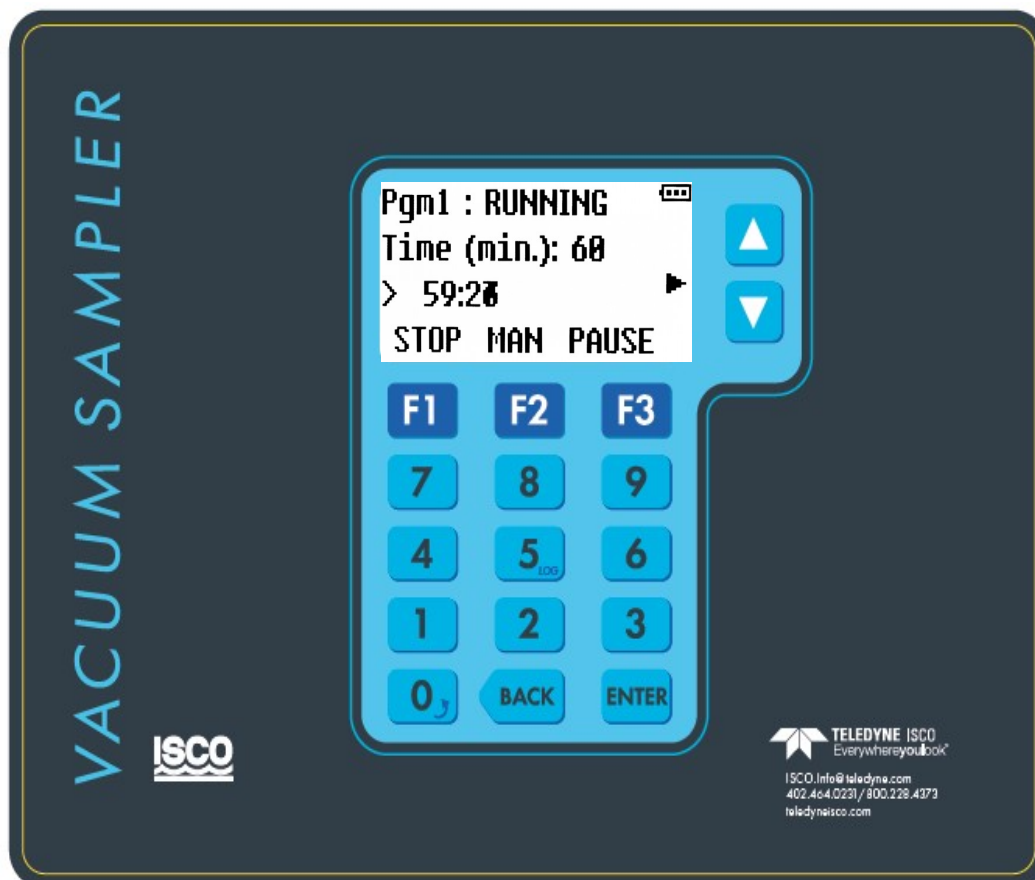 VACUUM SAMPLER
Pgm1 : RUNNING
Time (min.): 60
STOP MAN PAUSE
F1 F2 F3
7 8 9
4 5 LOG 6
1 2 3
0 BACK ENTER
ISCO
TELEDYNE ISCO
Everywhereyoulook
ISCO.Info@teledyne.com
402.464.0231/800.228.4373
teledyneisco.com